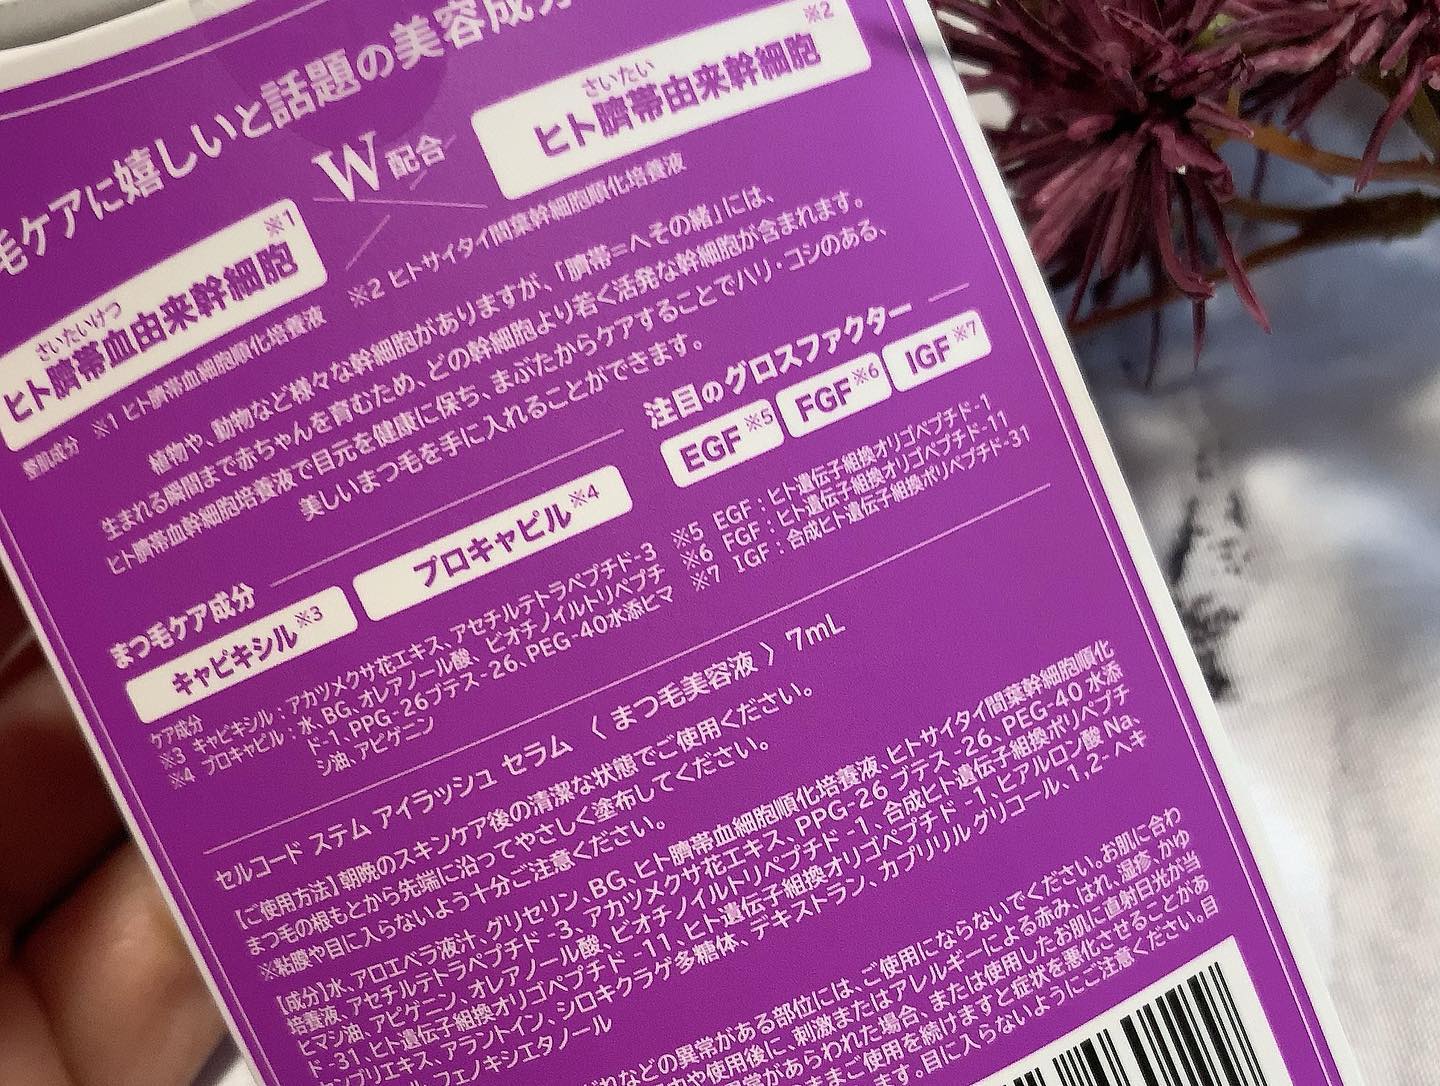 毛ケアに嬉しいと話題の美容成分
さいたいけつ
ヒト臍帯血由来幹細胞※1
W配合
さいたい
ヒト臍帯由来幹細胞
※2
整肌成分 ※1 ヒト臍帯血細胞順化培養液 ※2 ヒトサイタイ間葉幹細胞順化培養液
植物や、動物など様々な幹細胞がありますが、「臍帯=へその緒」には、
生まれる瞬間まで赤ちゃんを育むため、どの幹細胞より若く活発な幹細胞が含まれます。
ヒト臍帯血幹細胞培養液で目元を健康に保ち、まぶたからケアすることでハリ・コシのある、
美しいまつ毛を手に入れることができます。
まつ毛ケア成分
キャピキシル※3
プロキャピル※4
ケア成分
※3 キャピキシル：アカツメクサ花エキス、アセチルテトラペプチド-3
※4 プロキャピル：水、BG、オレアノール酸、ビオチノイルトリペプチ
ド-1、PPG-26ブテス-26、PEG-40水添ヒマ
シ油、アピゲニン
注目のグロスファクター
EGF※5
FGF※6
IGF※7
※5 EGF：ヒト遺伝子組換オリゴペプチド-1
※6 FGF：ヒト遺伝子組換オリゴペプチド-11
※7 IGF：合成ヒト遺伝子組換ポリペプチド-31
セルコード ステム アイラッシュ セラム 〈まつ毛美容液〉 7mL
【ご使用方法】朝晩のスキンケア後の清潔な状態でご使用ください。
まつ毛の根もとから先端に沿ってやさしく塗布してください。
※粘膜や目に入らないよう十分ご注意ください。
【成分】水、アロエベラ液汁、グリセリン、BG、ヒト臍帯血細胞順化培養液、ヒトサイタイ間葉幹細胞順化
培養液、アセチルテトラペプチド-3、アカツメクサ花エキス、PPG-26 ブテス-26、PEG-40 水添
ヒマシ油、アピゲニン、オレアノール酸、ビオチノイルトリペプチド-1、合成ヒト遺伝子組換ポリペプチ
ド-31、ヒト遺伝子組換オリゴペプチド-11、ヒト遺伝子組換オリゴペプチド-1、ヒアルロン酸Na、
センブリエキス、アラントイン、シロキクラゲ多糖体、デキストラン、カプリリルグリコール、1,2-ヘキ
ル、フェノキシエタノール
れなどの異常がある部位には、ご使用にならないでください。お肌に合わ
や使用後に、刺激またはアレルギーによる赤み、はれ、湿疹、かゆ
常があらわれた場合、または使用したお肌に直射日光が当
ままご使用を続けますと症状を悪化させることがあ
す。目に入らないようにご注意ください。目